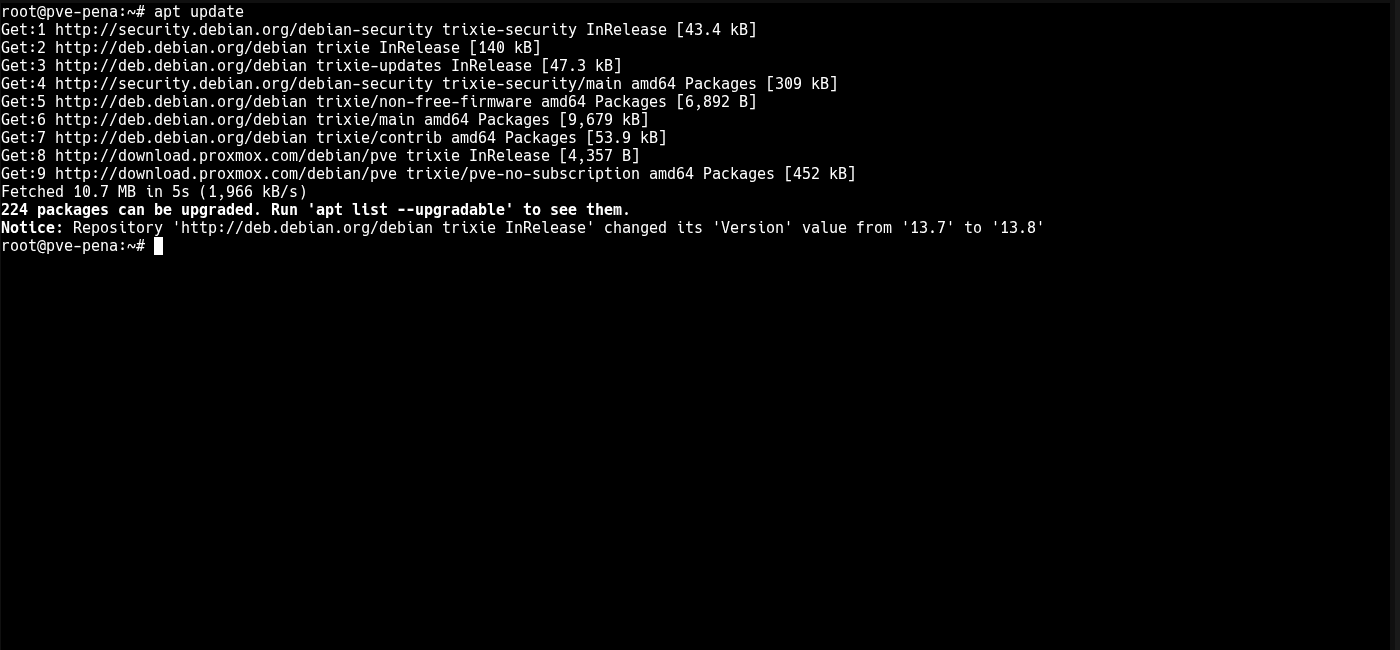 root@pve-pena:~# apt update
Get:1 http://security.debian.org/debian-security trixie-security InRelease [43.4 kB]
Get:2 http://deb.debian.org/debian trixie InRelease [140 kB]
Get:3 http://deb.debian.org/debian trixie-updates InRelease [47.3 kB]
Get:4 http://security.debian.org/debian-security trixie-security/main amd64 Packages [309 kB]
Get:5 http://deb.debian.org/debian trixie/non-free-firmware amd64 Packages [6,892 B]
Get:6 http://deb.debian.org/debian trixie/main amd64 Packages [9,679 kB]
Get:7 http://deb.debian.org/debian trixie/contrib amd64 Packages [53.9 kB]
Get:8 http://download.proxmox.com/debian/pve trixie InRelease [4,357 B]
Get:9 http://download.proxmox.com/debian/pve trixie/pve-no-subscription amd64 Packages [452 kB]
Fetched 10.7 MB in 5s (1,966 kB/s)
224 packages can be upgraded. Run 'apt list --upgradable' to see them.
Notice: Repository 'http://deb.debian.org/debian trixie InRelease' changed its 'Version' value from '13.7' to '13.8'
root@pve-pena:~#